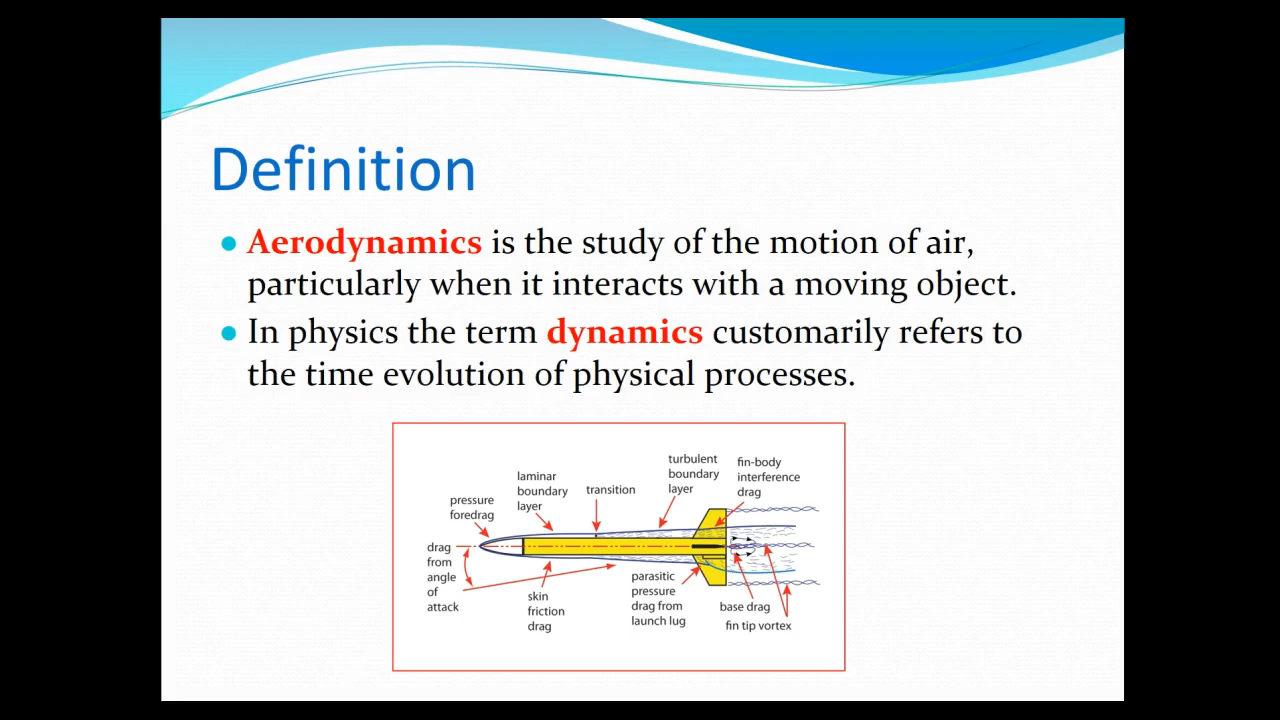 Definition
Aerodynamics is the study of the motion of air,
particularly when it interacts with a moving object.
In physics the term dynamics customarily refers to
the time evolution of physical processes.
turbulent
boundary
layer
fin-body
interference
drag
laminar
boundary
layer
transition
pressure
foredrag
drag
from
angle
of
attack
skin
friction
drag
parasitic
pressure
drag from
launch lug
base drag
fin tip vortex